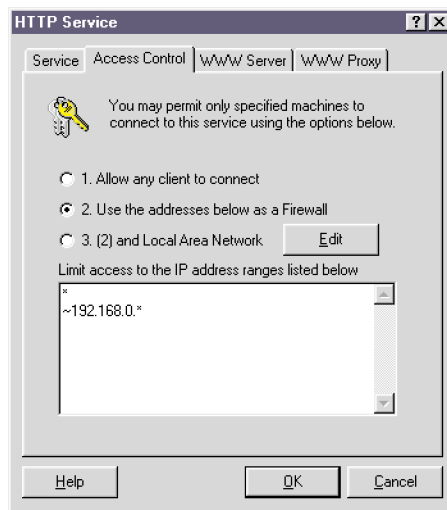 HTTP Service
Service
Access Control
WWW Server
WWW Proxy
You may permit only specified machines to
connect to this service using the options below.
1. Allow any client to connect
2. Use the addresses below as a Firewall
3. (2) and Local Area Network
Edit
Limit access to the IP address ranges listed below
*
~192.168.0.*
Help
OK
Cancel